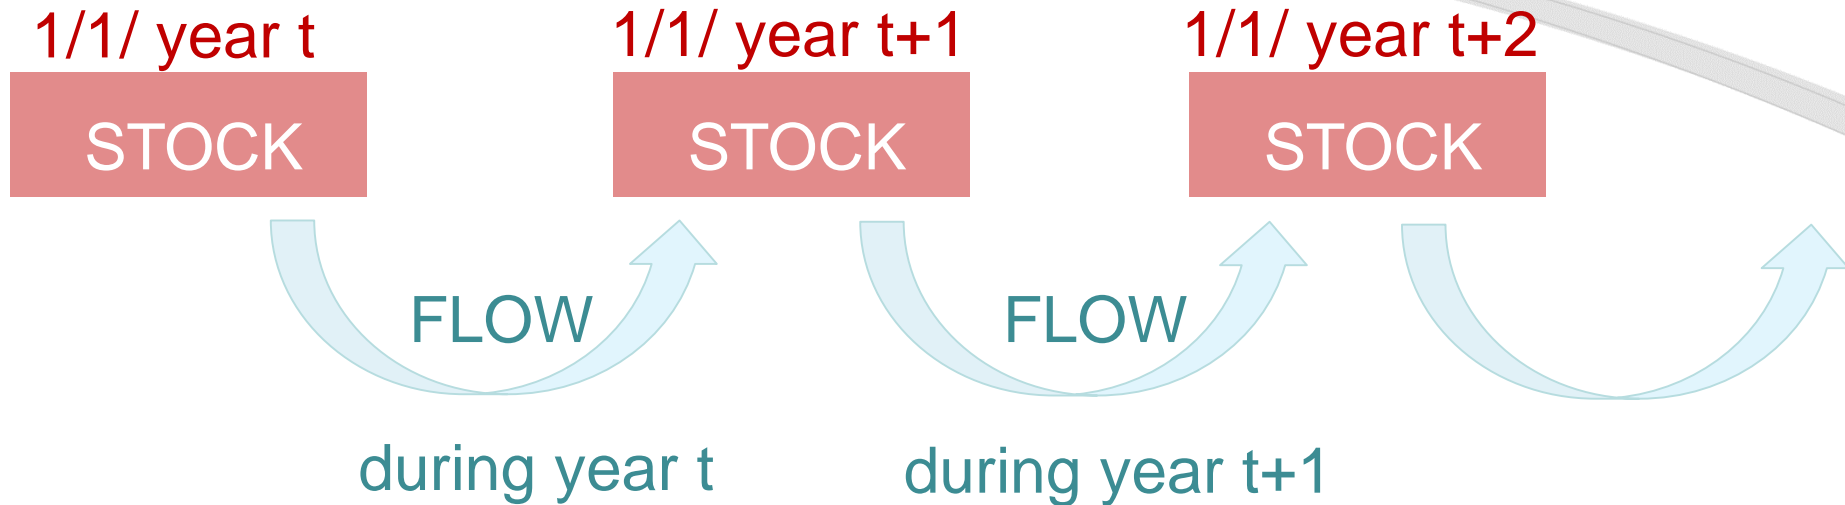 1/1/ year t
1/1/ year t+1
1/1/ year t+2
STOCK
STOCK
STOCK
FLOW
FLOW
during year t
during year t+1